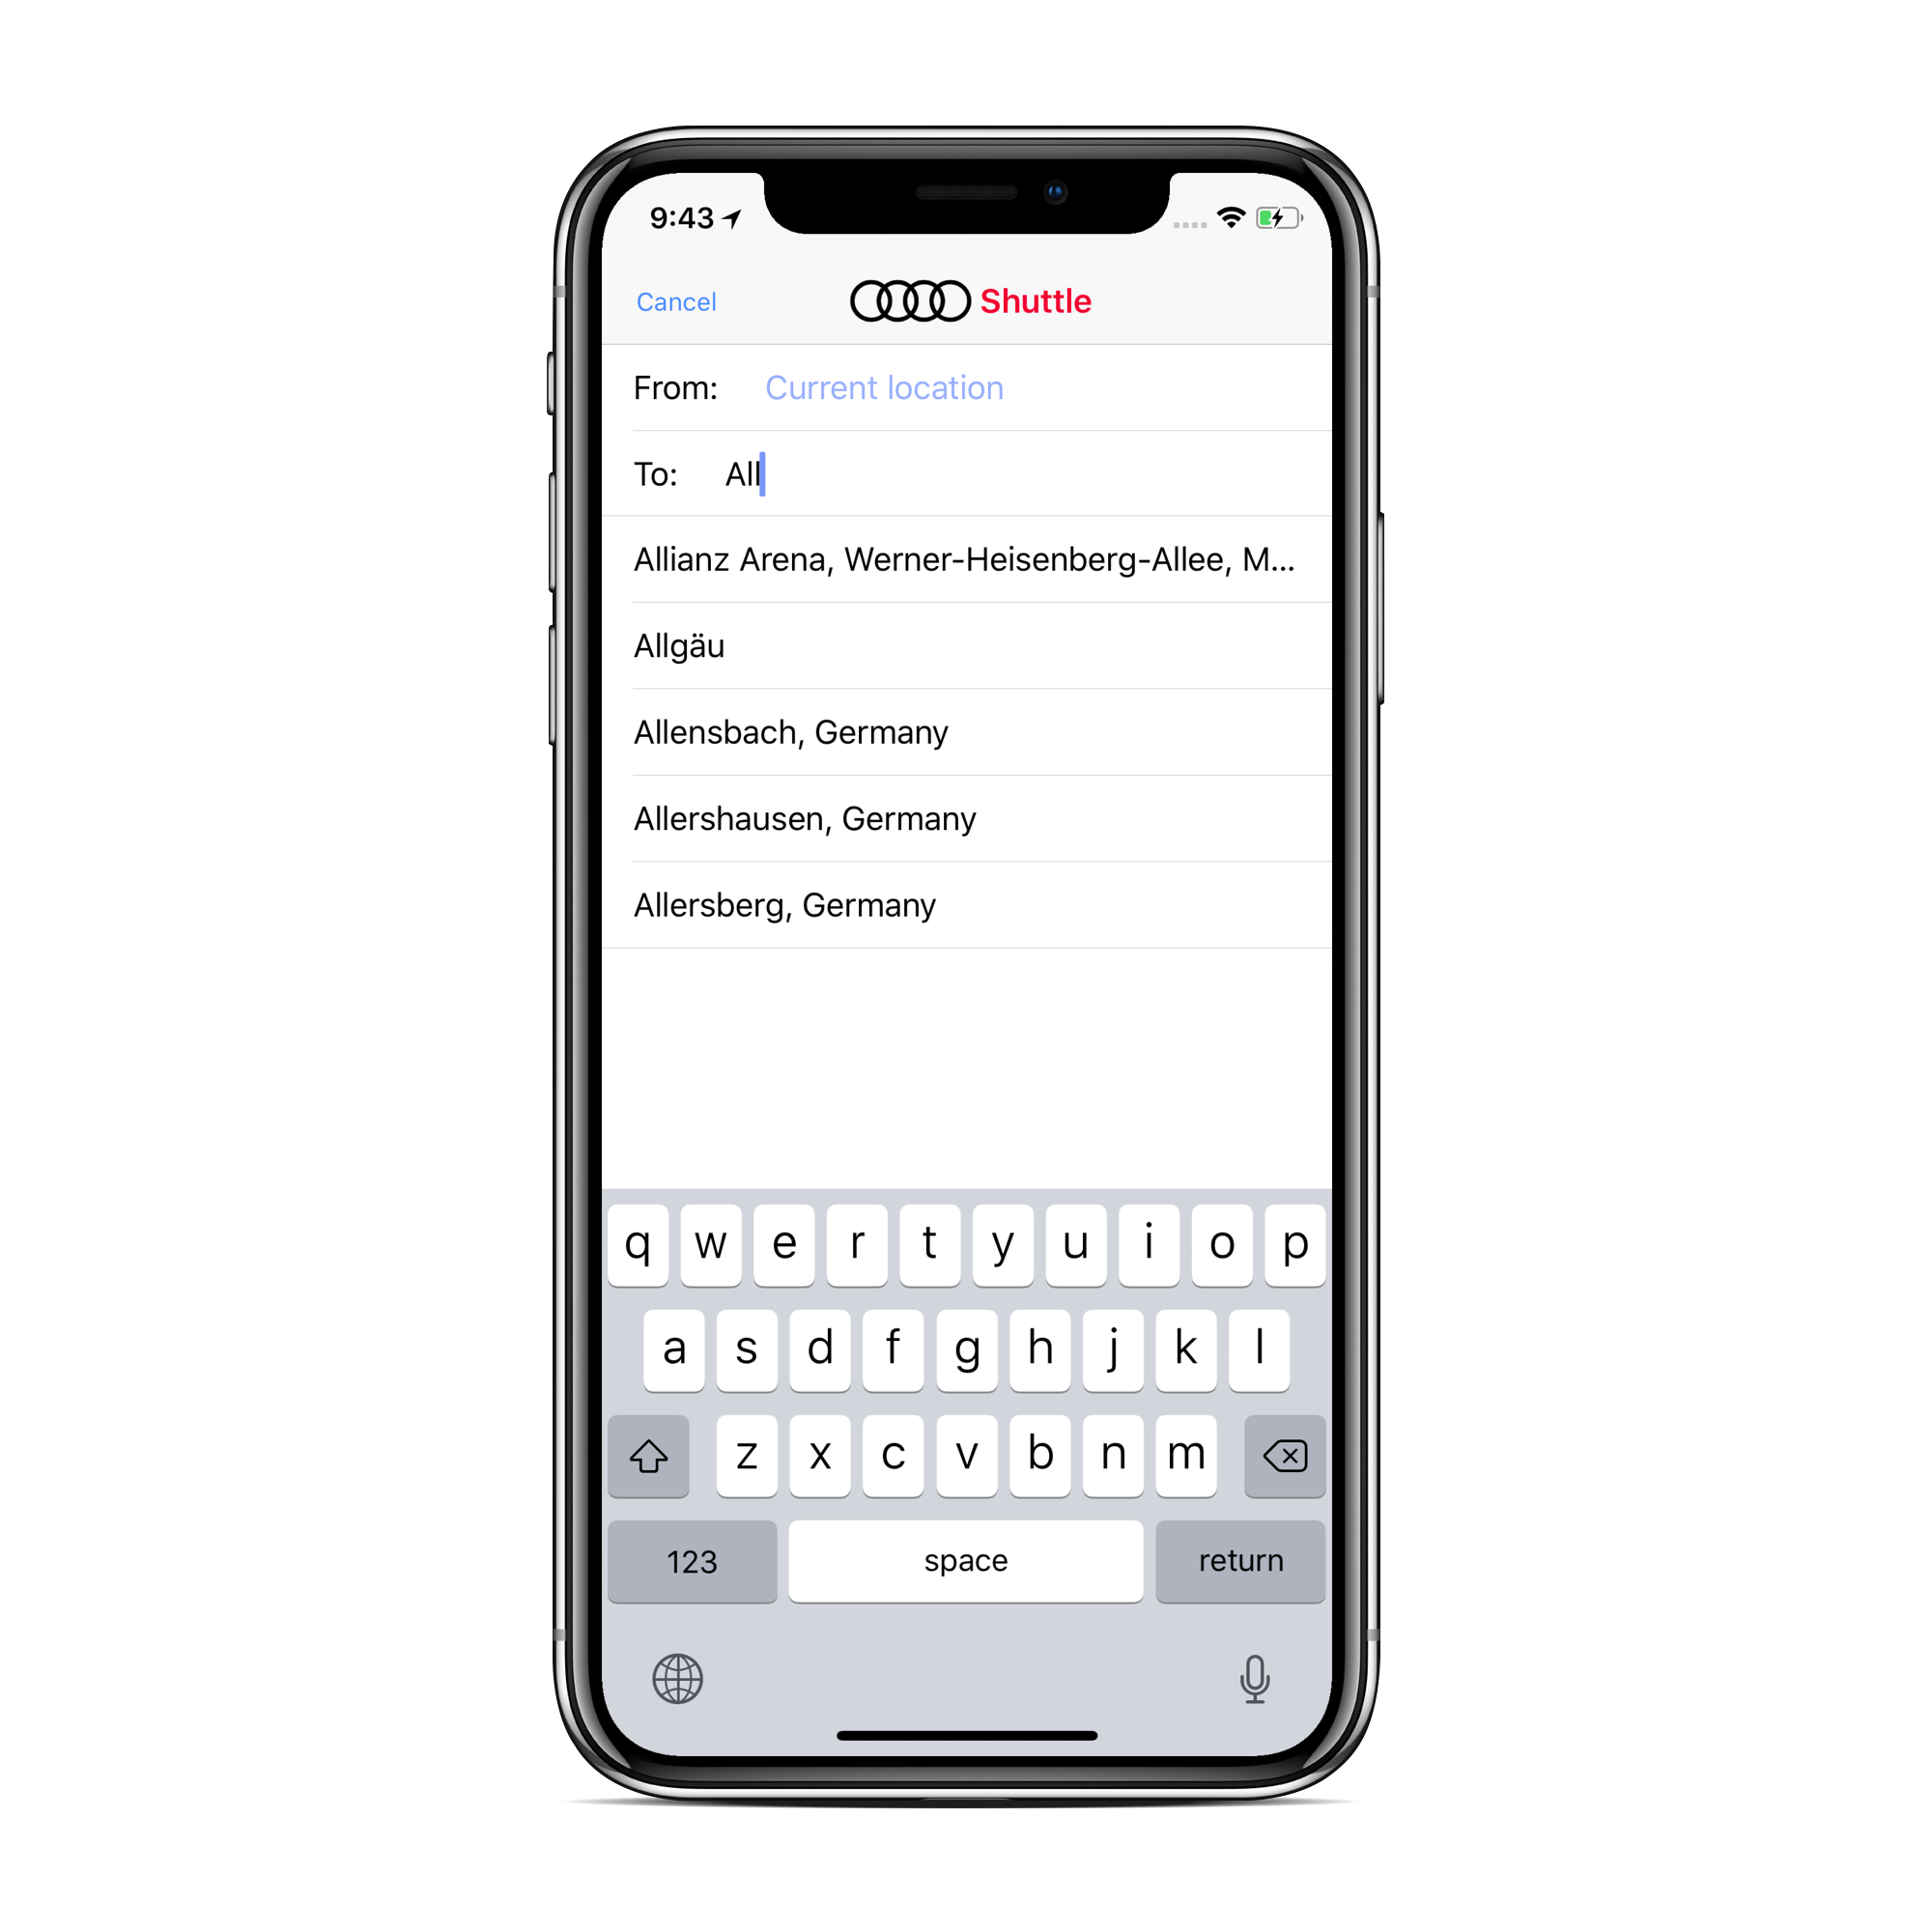 9:43
Cancel
Shuttle
From: Current location
To: All
Allianz Arena, Werner-Heisenberg-Allee, M...
Allgäu
Allensbach, Germany
Allershausen, Germany
Allersberg, Germany
q w e r t y u i o p
a s d f g h j k l
z x c v b n m
123 space return